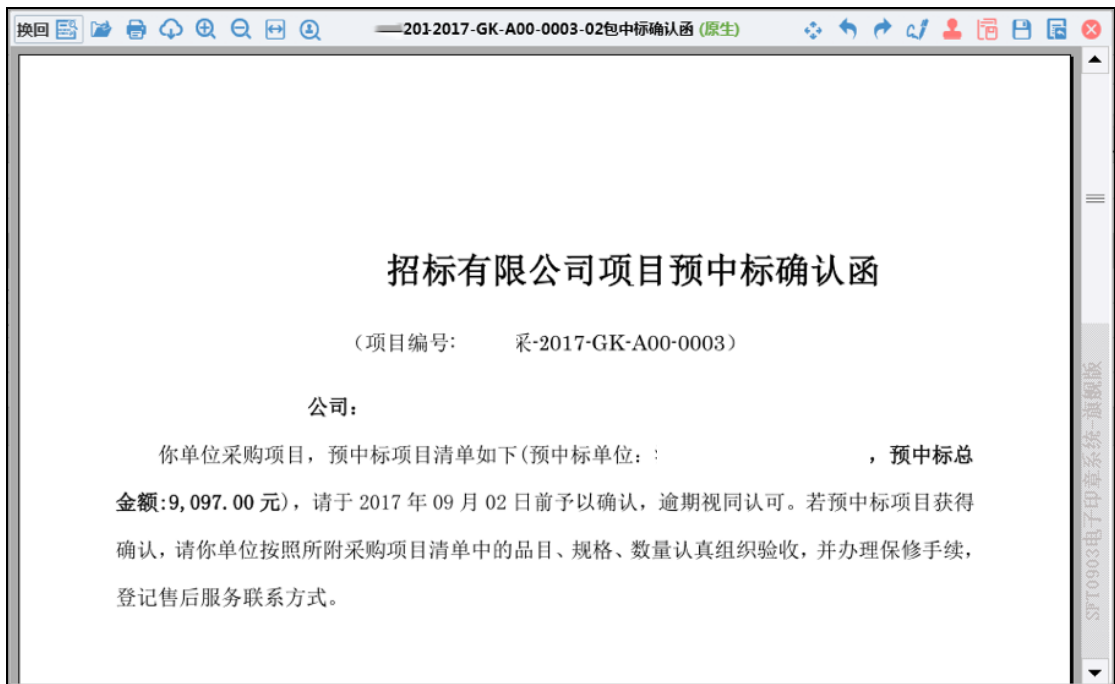 换回
201-2017-GK-A00-0003-02包中标确认函 (原生)
招标有限公司项目预中标确认函
（项目编号: 采-2017-GK-A00-0003）
公司：
你单位采购项目，预中标项目清单如下(预中标单位： ，预中标总
金额:9,097.00 元)，请于 2017 年 09 月 02 日前予以确认，逾期视同认可。若预中标项目获得
确认，请你单位按照所附采购项目清单中的品目、规格、数量认真组织验收，并办理保修手续，
登记售后服务联系方式。
SFT0903电子印章系统-旗舰版